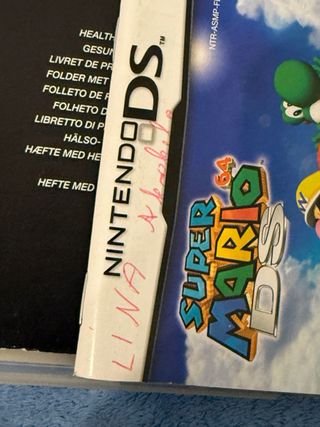 HEALTH
GESUN
LIVRET DE PR
FOLDER MET
FOLLETO DE P
FOLHETO D
LIBRETTO DI P
HÄLSO-
HÆFTE MED HE
HEFTE MED
NINTENDO DS
LINA
NTR-ASMP-F
SUPER
MARIO 64
DS
W